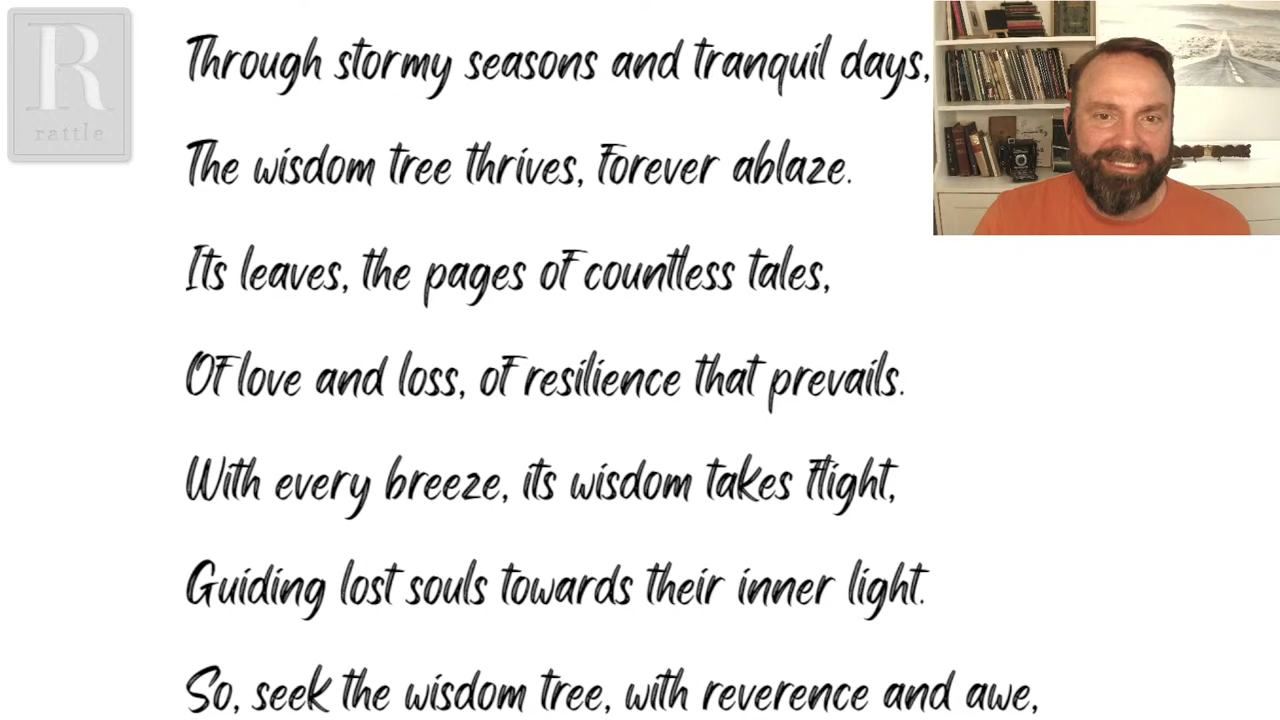 R
rattle
Through stormy seasons and tranquil days,
The wisdom tree thrives, forever ablaze.
Its leaves, the pages of countless tales,
Of love and loss, of resilience that prevails.
With every breeze, its wisdom takes flight,
Guiding lost souls towards their inner light.
So, seek the wisdom tree, with reverence and awe,